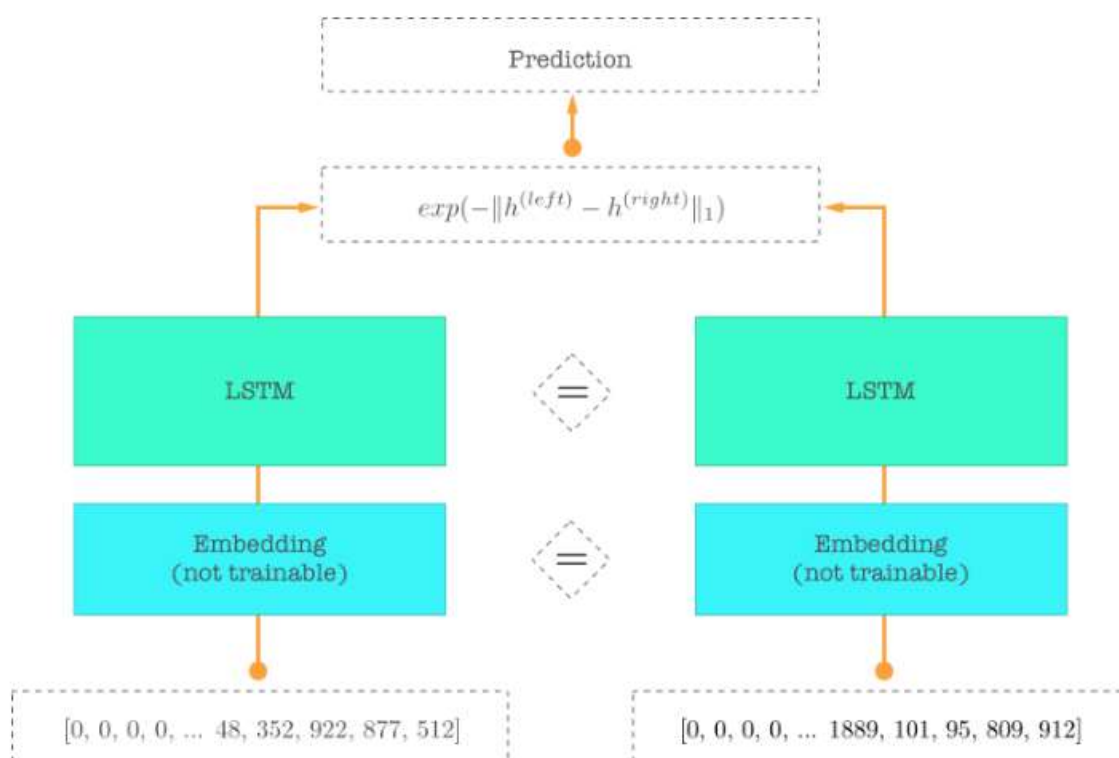 Prediction
exp(−‖h^(left) − h^(right)‖₁)
LSTM
=
LSTM
Embedding
(not trainable)
=
Embedding
(not trainable)
[0, 0, 0, 0, ... 48, 352, 922, 877, 512]
[0, 0, 0, 0, ... 1889, 101, 95, 809, 912]